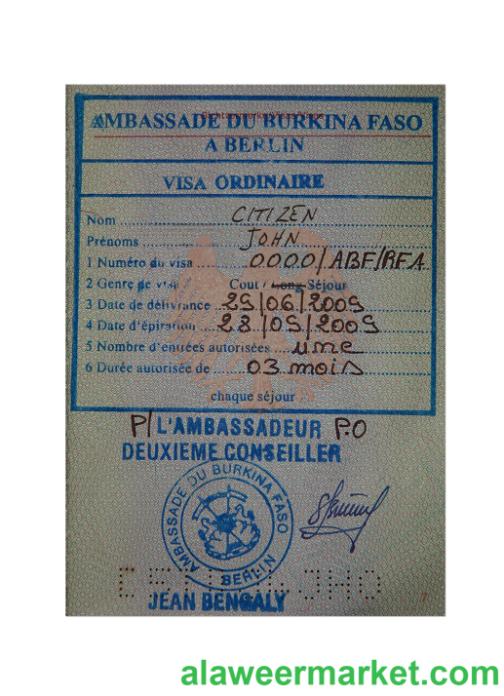 AMBASSADE DU BURKINA FASO
A BERLIN
VISA ORDINAIRE
Nom CITIZEN
Prénoms JOHN
1 Numéro du visa 0000/ABF/RFA
2 Genre de visa Cout / Long Séjour
3 Date de délivrance 29/06/2009
4 Date d'épiration 28/09/2009
5 Nombre d'entrées autorisées une
6 Durée autorisée de 03 mois
chaque séjour
P/ L'AMBASSADEUR P.O
DEUXIEME CONSEILLER
AMBASSADE DU BURKINA FASO
BERLIN
JEAN BENGALY
alaweermarket.com